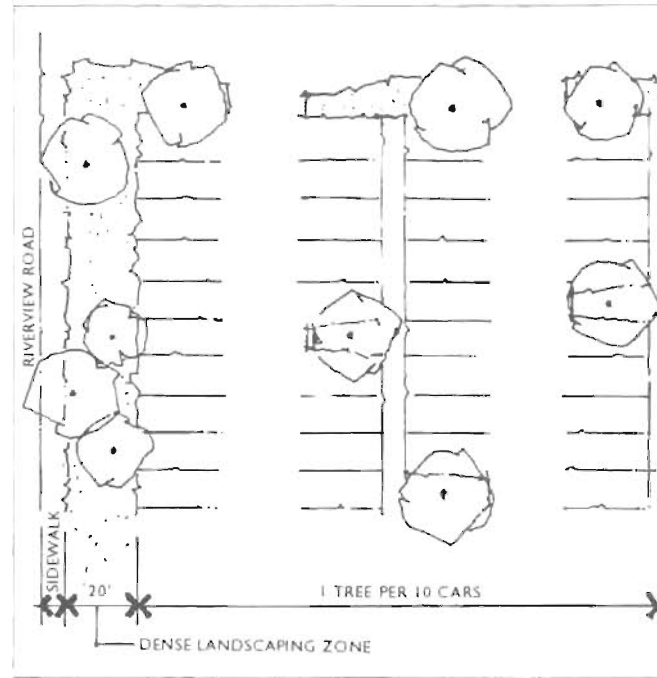 RIVERVIEW ROAD
SIDEWALK
20'
1 TREE PER 10 CARS
DENSE LANDSCAPING ZONE